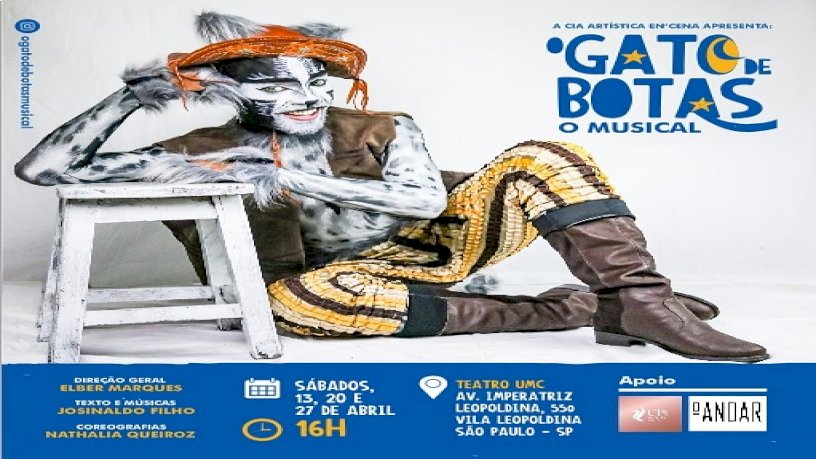 @ogatodebotasmusical
A CIA ARTÍSTICA EN'CENA APRESENTA:
O GATO DE
BOTAS
O MUSICAL
DIREÇÃO GERAL
ELBER MARQUES
TEXTO E MÚSICAS
JOSINALDO FILHO
COREOGRAFIAS
NATHALIA QUEIROZ
SÁBADOS,
13, 20 E
27 DE ABRIL
16H
TEATRO UMC
AV. IMPERATRIZ
LEOPOLDINA, 550
VILA LEOPOLDINA
SÃO PAULO - SP
Apoio
O ANDAR